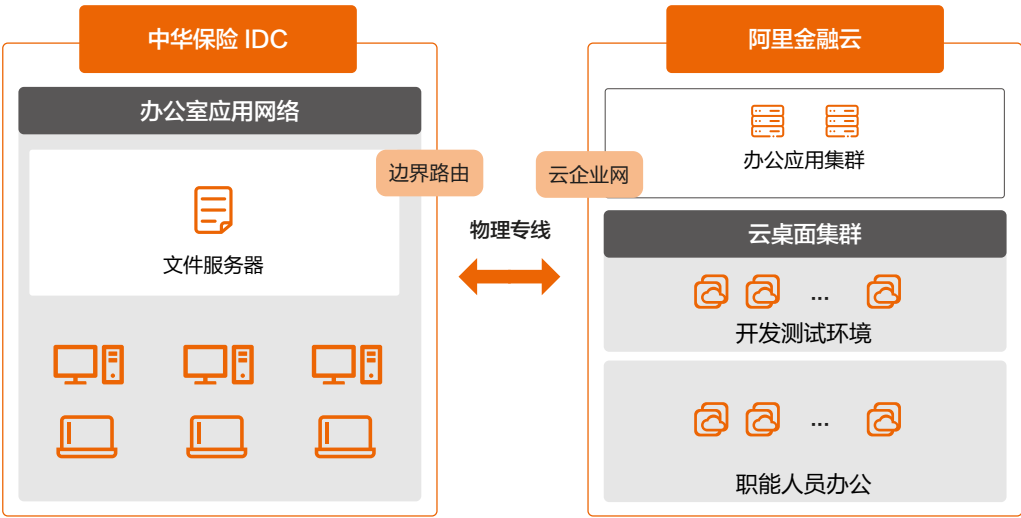 中华保险 IDC
办公室应用网络
文件服务器
边界路由
物理专线
云企业网
阿里金融云
办公应用集群
云桌面集群
...
开发测试环境
...
职能人员办公